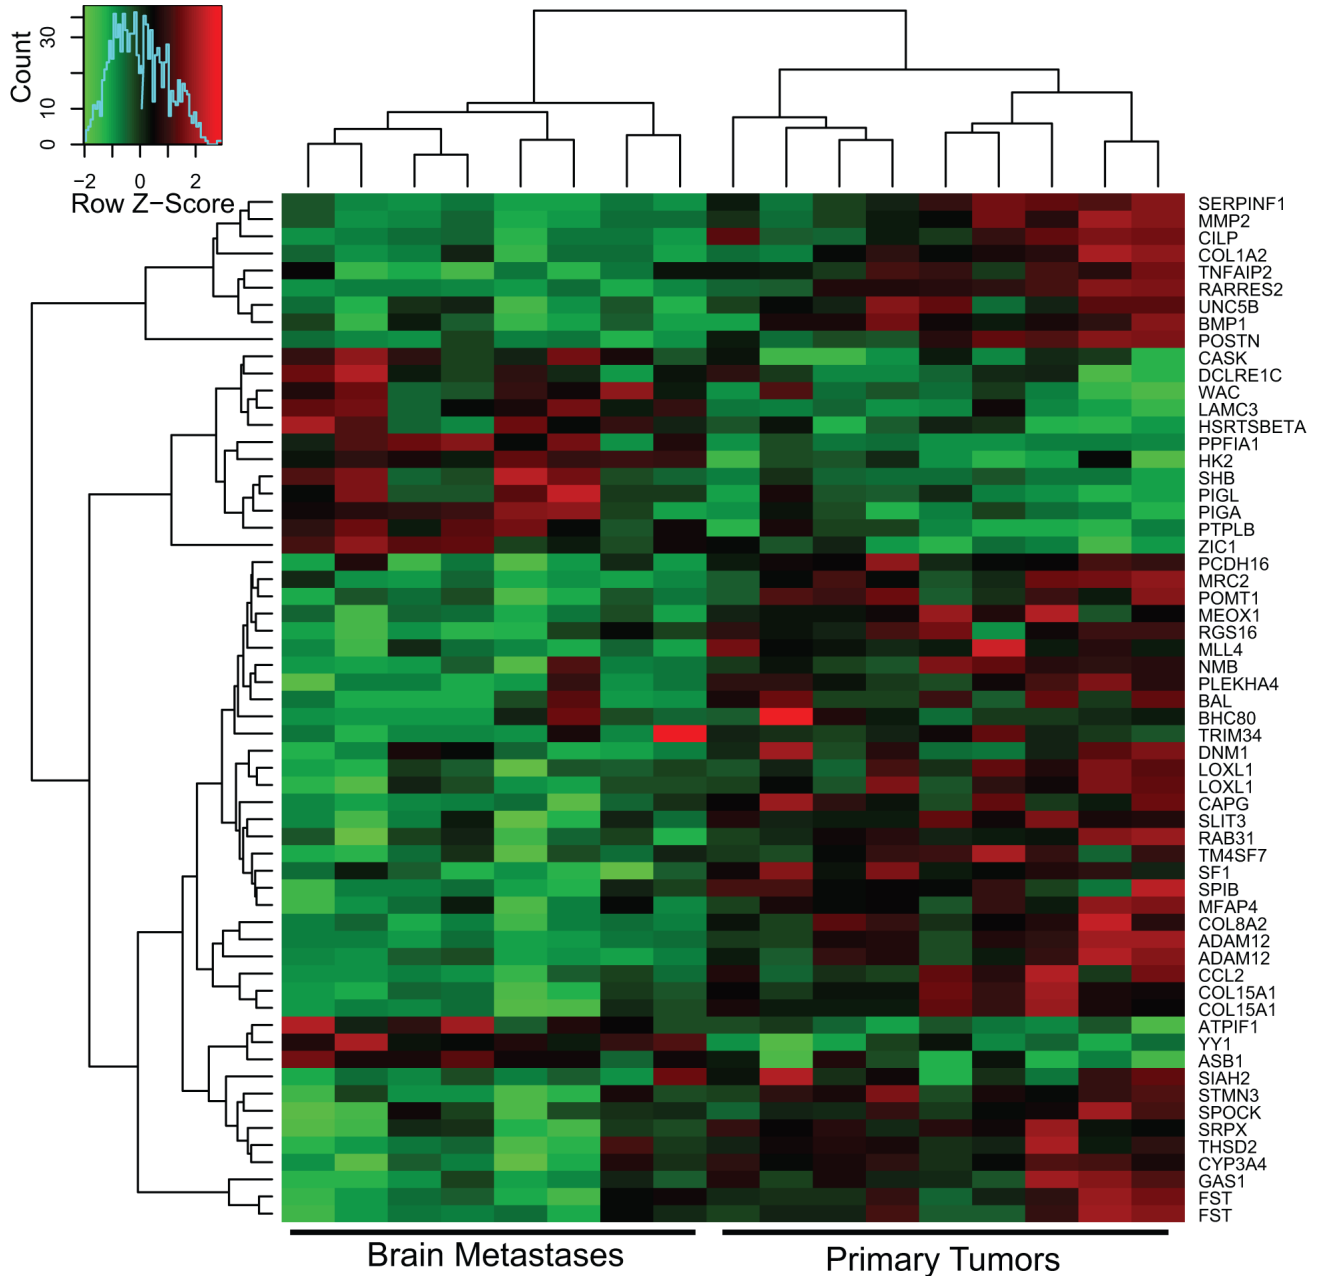 Count
0
10
30
−2
0
2
Row Z−Score
SERPINF1
MMP2
CILP
COL1A2
TNFAIP2
RARRES2
UNC5B
BMP1
POSTN
CASK
DCLRE1C
WAC
LAMC3
HSRTSBETA
PPFIA1
HK2
SHB
PIGL
PIGA
PTPLB
ZIC1
PCDH16
MRC2
POMT1
MEOX1
RGS16
MLL4
NMB
PLEKHA4
BAL
BHC80
TRIM34
DNM1
LOXL1
LOXL1
CAPG
SLIT3
RAB31
TM4SF7
SF1
SPIB
MFAP4
COL8A2
ADAM12
ADAM12
CCL2
COL15A1
COL15A1
ATPIF1
YY1
ASB1
SIAH2
STMN3
SPOCK
SRPX
THSD2
CYP3A4
GAS1
FST
FST
Brain Metastases
Primary Tumors